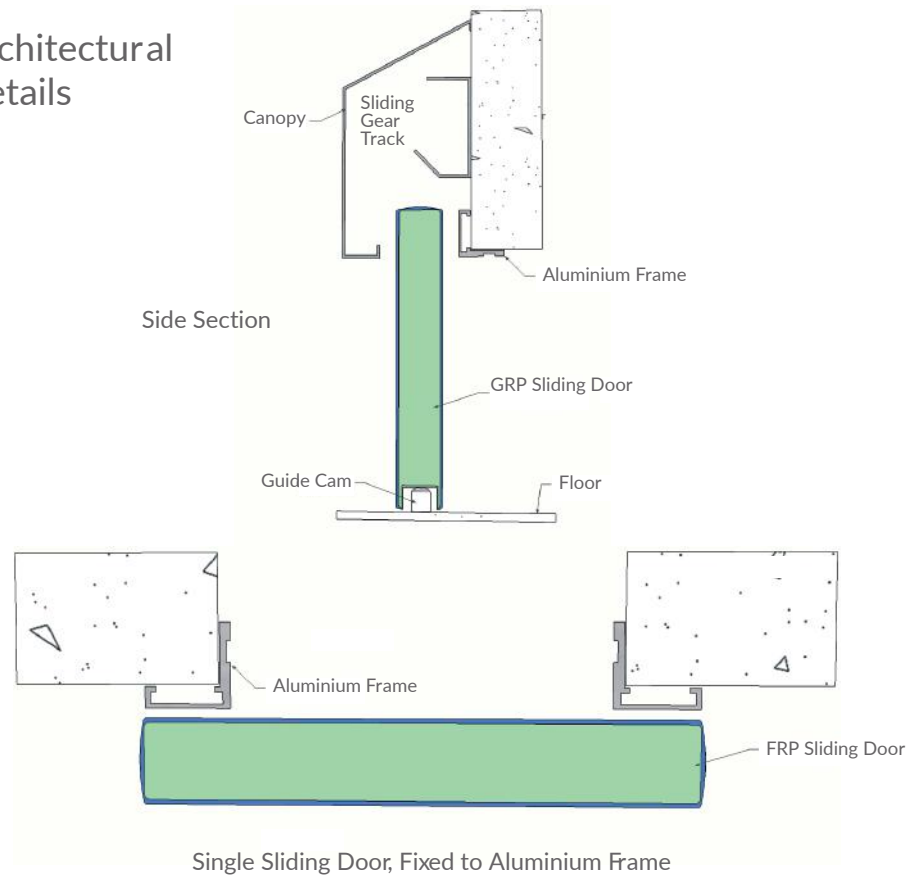 chitectural
etails
Canopy
Sliding
Gear
Track
Aluminium Frame
Side Section
GRP Sliding Door
Guide Cam
Floor
Aluminium Frame
FRP Sliding Door
Single Sliding Door, Fixed to Aluminium Frame